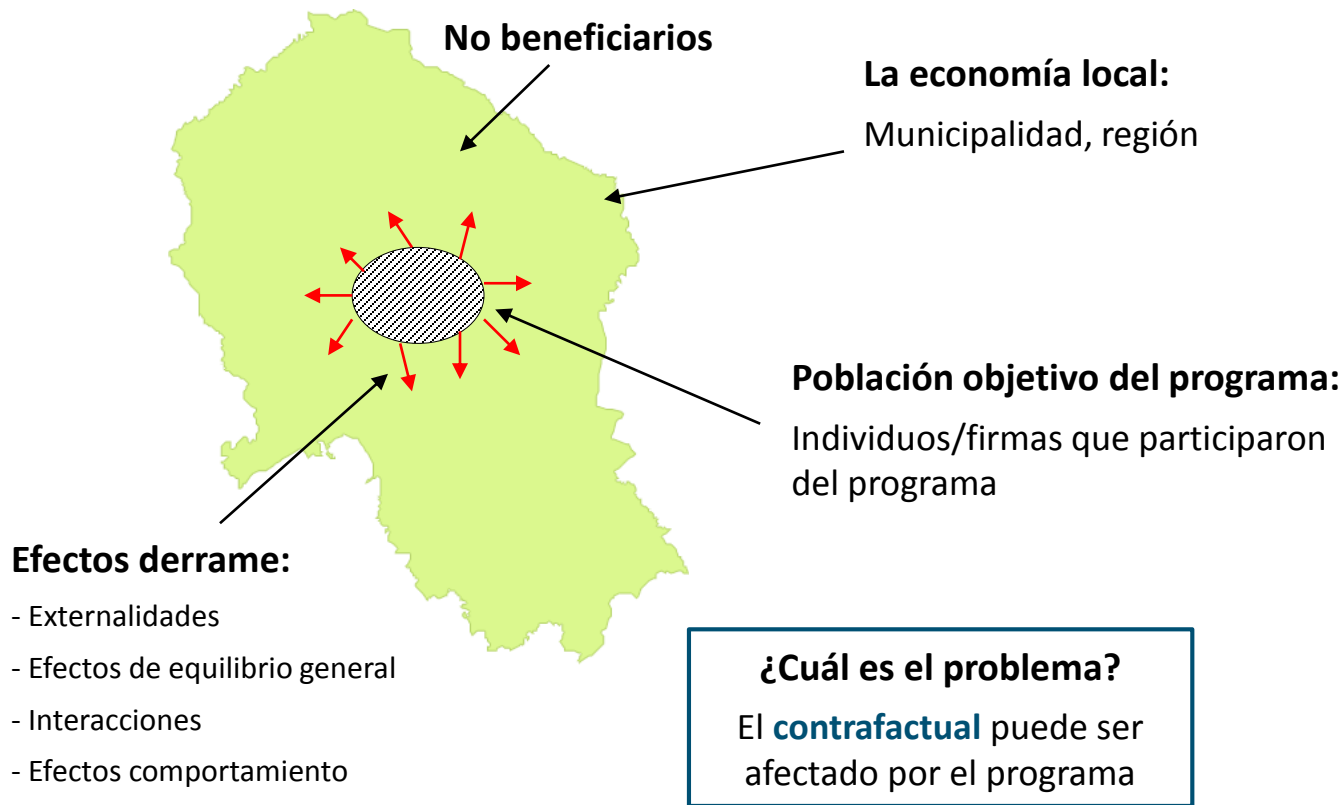 No beneficiarios
La economía local:
Municipalidad, región
Población objetivo del programa:
Individuos/firmas que participaron
del programa
Efectos derrame:
- Externalidades
- Efectos de equilibrio general
- Interacciones
- Efectos comportamiento
¿Cuál es el problema?
El contrafactual puede ser
afectado por el programa